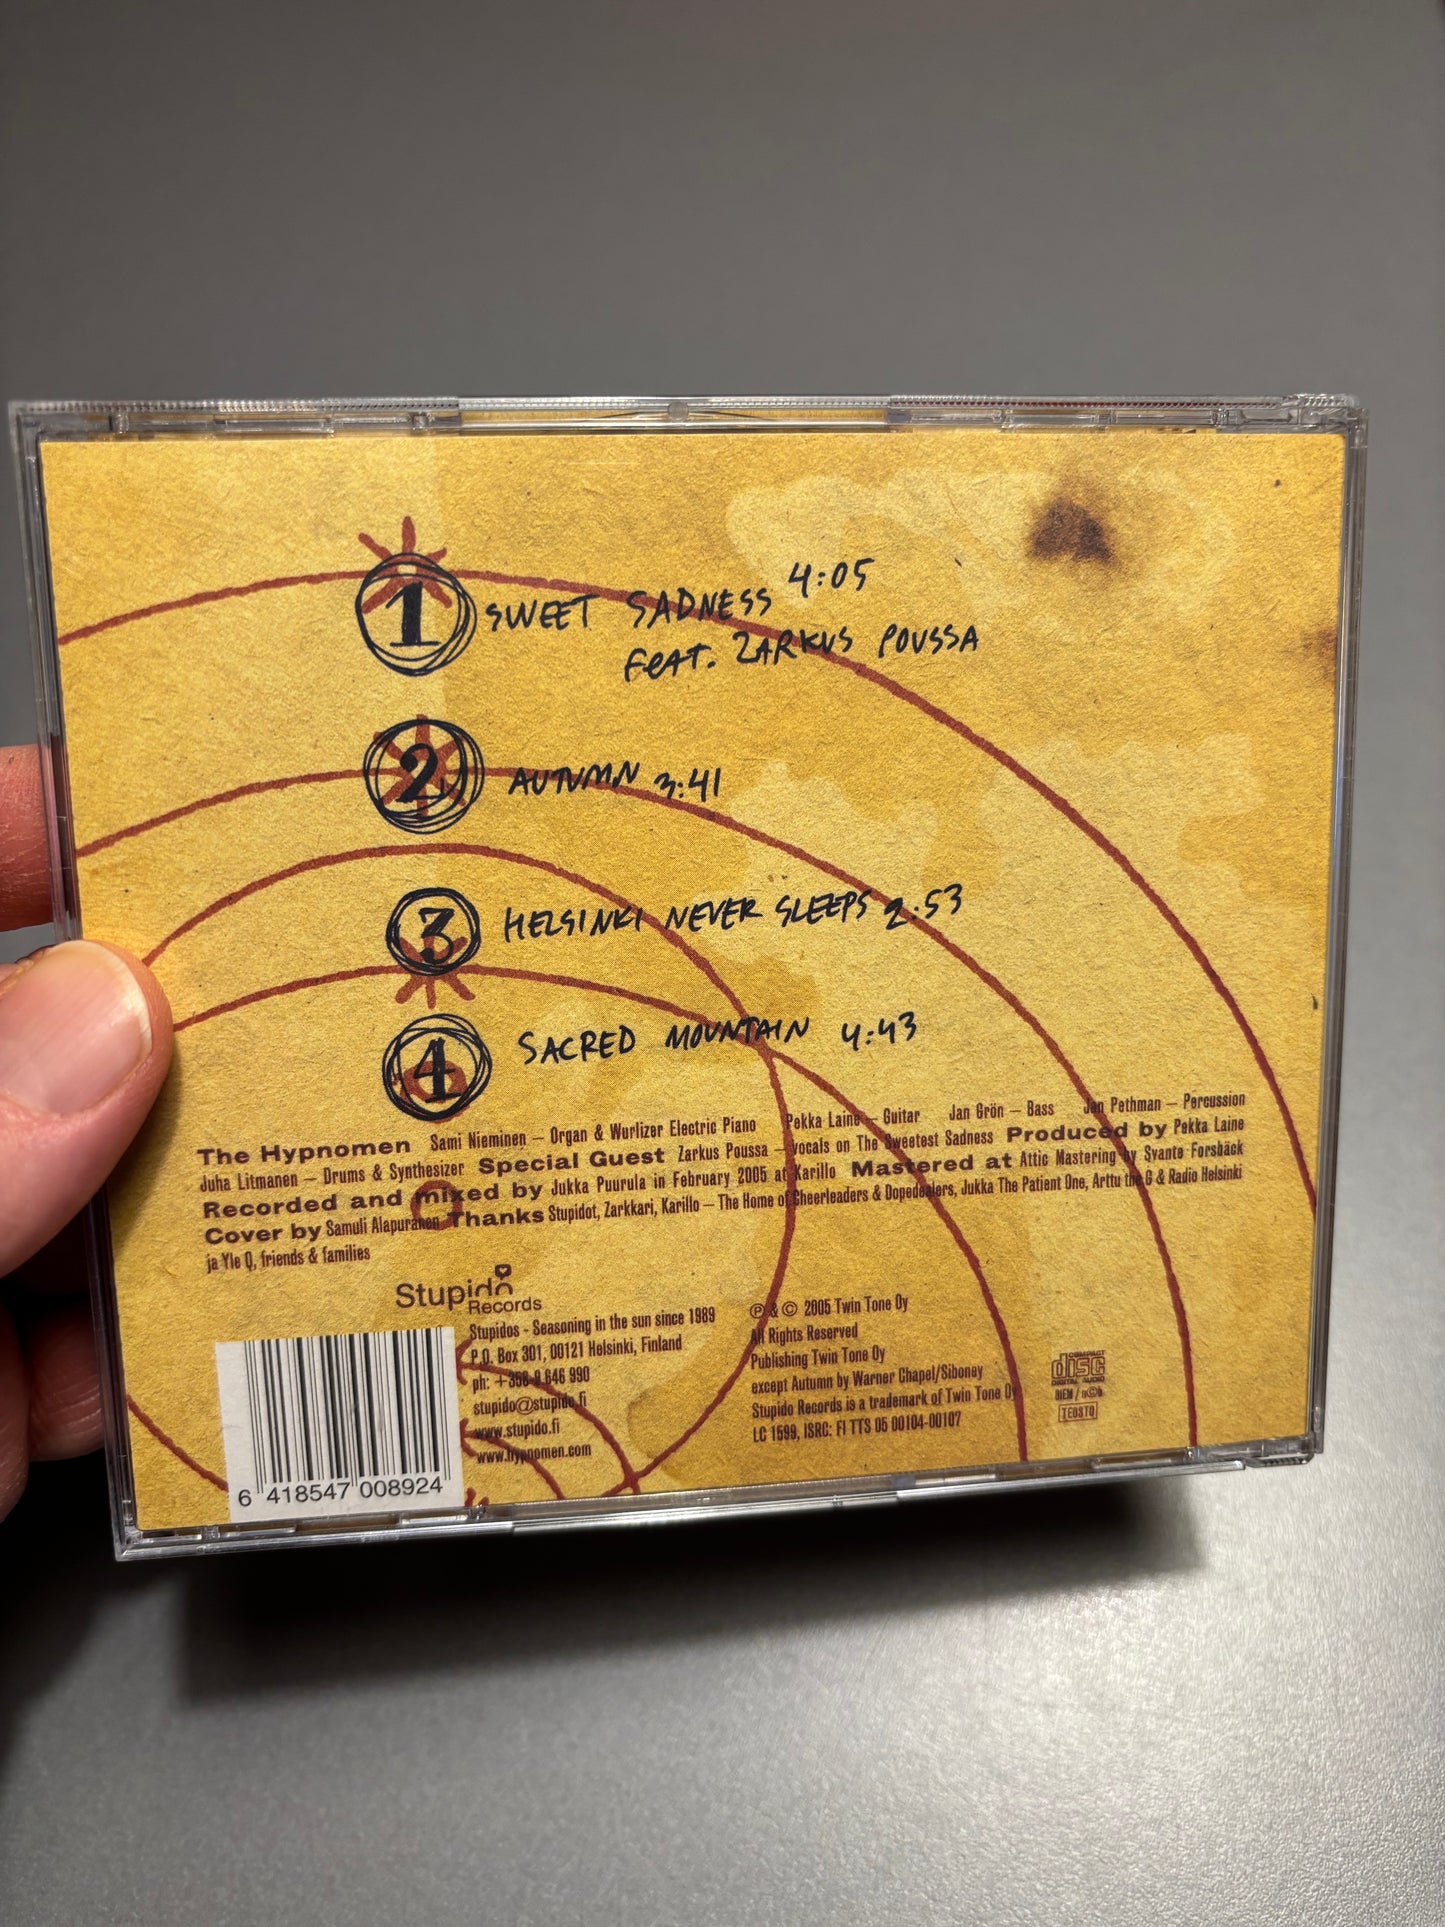 1 SWEET SADNESS 4:05
FEAT. ZARKUS POUSSA
2 AUTUMN 3:41
3 HELSINKI NEVER SLEEPS 2:53
4 SACRED MOUNTAIN 4:43
The Hypnomen Sami Nieminen – Organ & Wurlizer Electric Piano Pekka Laine – Guitar Jan Grön – Bass Jan Pethman – Percussion
Juha Litmanen – Drums & Synthesizer Special Guest Zarkus Poussa – vocals on The Sweetest Sadness Produced by Pekka Laine
Recorded and mixed by Jukka Puurula in February 2005 at Karillo Mastered at Attic Mastering by Svante Forsbäck
Cover by Samuli Alapuranen Thanks Stupidot, Zarkkari, Karillo – The Home of Cheerleaders & Dopedealers, Jukka The Patient One, Arttu the G & Radio Helsinki
ja Yle Q, friends & families
Stupido
Records
Stupidos - Seasoning in the sun since 1989
P.O. Box 301, 00121 Helsinki, Finland
ph: +358-9 646 990
stupido@stupido.fi
www.stupido.fi
www.hypnomen.com
6 418547 008924
℗ & © 2005 Twin Tone Oy
All Rights Reserved
Publishing Twin Tone Oy
except Autumn by Warner Chapel/Siboney
Stupido Records is a trademark of Twin Tone Oy
LC 1599, ISRC: FI TTS 05 00104-00107
COMPACT
disc
DIGITAL AUDIO
BIEM / n©b
TEOSTO